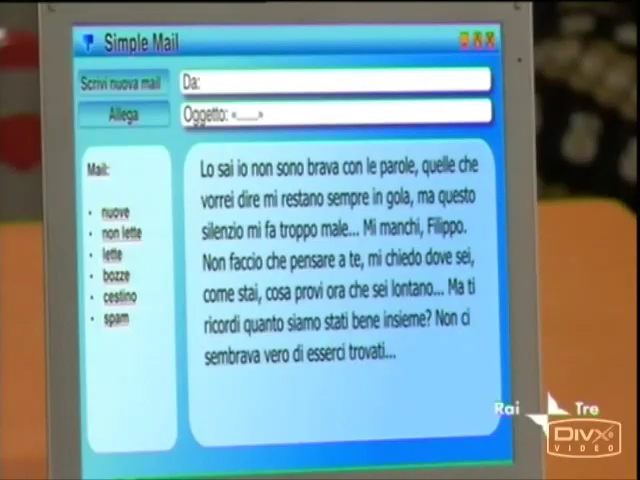 Simple Mail
Scrivi nuova mail
Da:
Allega
Oggetto: «.......»
Mail:
• nuove
• non lette
• lette
• bozze
• cestino
• spam
Lo sai io non sono brava con le parole, quelle che
vorrei dire mi restano sempre in gola, ma questo
silenzio mi fa troppo male... Mi manchi, Filippo.
Non faccio che pensare a te, mi chiedo dove sei,
come stai, cosa provi ora che sei lontano... Ma ti
ricordi quanto siamo stati bene insieme? Non ci
sembrava vero di esserci trovati...
Rai Tre
DivX
VIDEO